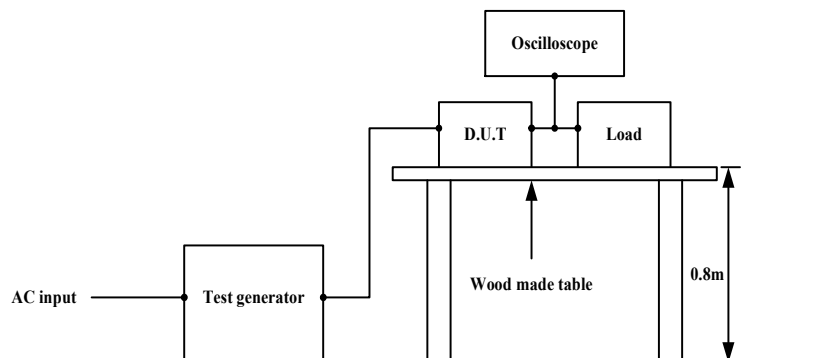 Oscilloscope
D.U.T
Load
0.8m
Wood made table
AC input
Test generator